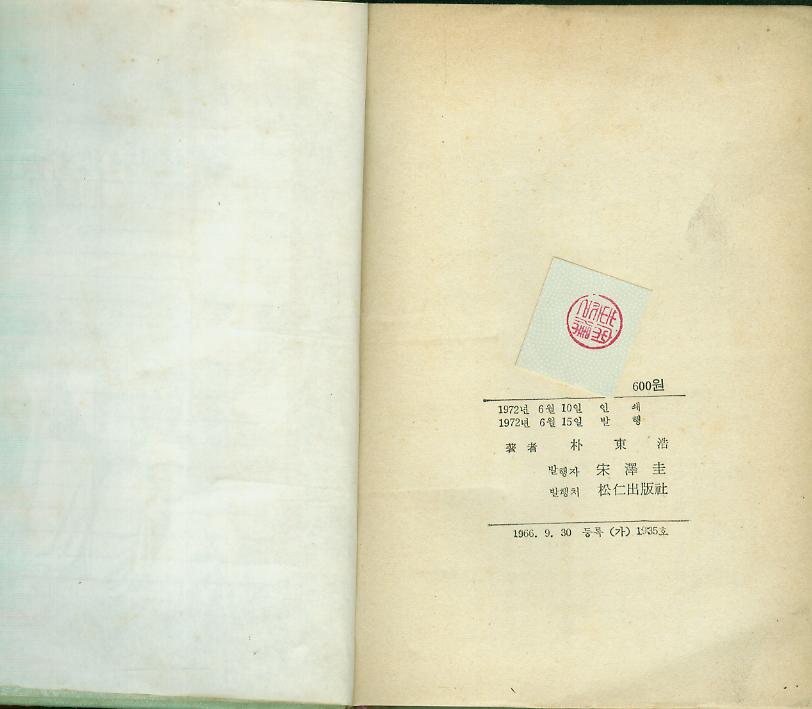 600원
1972년 6월 10일 인 쇄
1972년 6월 15일 발 행
著 者 朴 東 浩
발행자 宋 澤 圭
발행처 松仁出版社
1966. 9. 30 등록 (가) 1935호